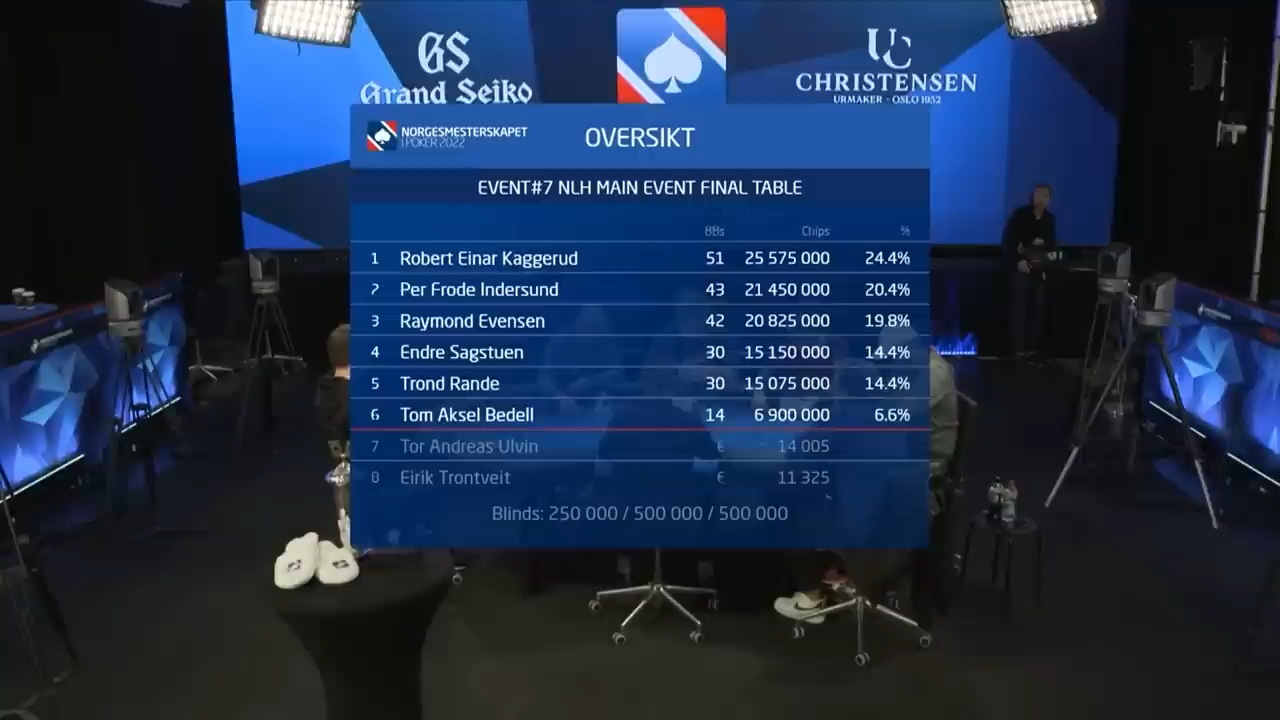 GS
Grand Seiko
UC
CHRISTENSEN
URMAKER - OSLO 1952
NORGESMESTERSKAPET
I POKER 2022
OVERSIKT
EVENT#7 NLH MAIN EVENT FINAL TABLE
BBs Chips %
1 Robert Einar Kaggerud 51 25 575 000 24.4%
2 Per Frode Indersund 43 21 450 000 20.4%
3 Raymond Evensen 42 20 825 000 19.8%
4 Endre Sagstuen 30 15 150 000 14.4%
5 Trond Rande 30 15 075 000 14.4%
6 Tom Aksel Bedell 14 6 900 000 6.6%
7 Tor Andreas Ulvin € 14 005
8 Eirik Trontveit € 11 325
Blinds: 250 000 / 500 000 / 500 000